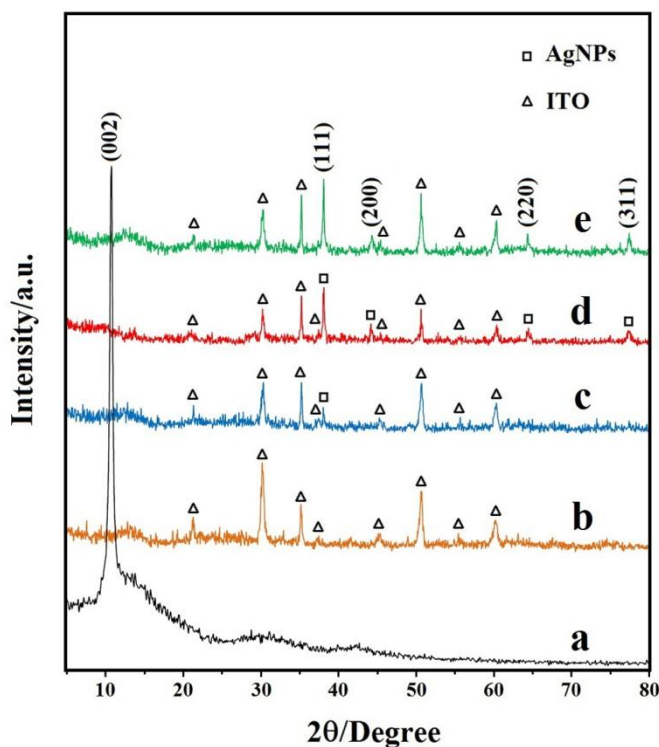 AgNPs
ITO
(002)
(111)
(200)
(220)
(311)
e
d
c
b
a
Intensity/a.u.
10 20 30 40 50 60 70 80
2θ/Degree